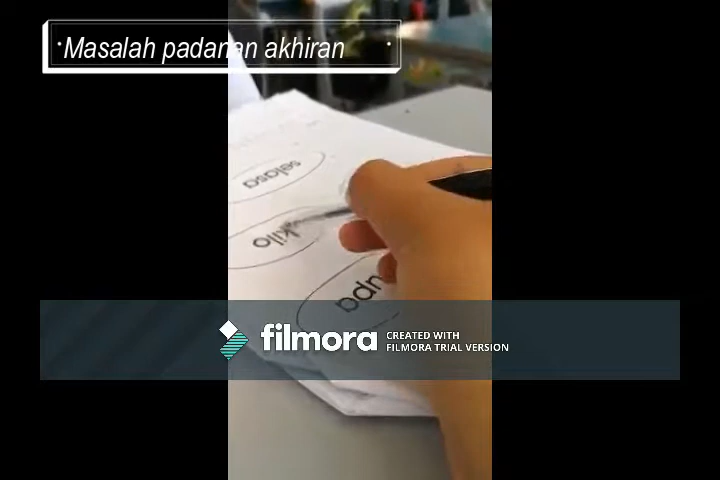 Masalah padanan akhiran
selasa
kilo
filmora
CREATED WITH
FILMORA TRIAL VERSION